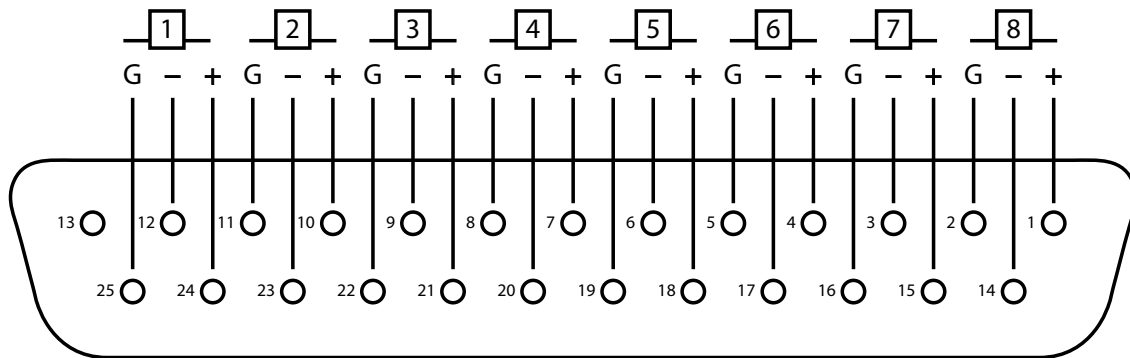 1 2 3 4 5 6 7 8
G – + G – + G – + G – + G – + G – + G – + G – +
13 12 11 10 9 8 7 6 5 4 3 2 1
25 24 23 22 21 20 19 18 17 16 15 14